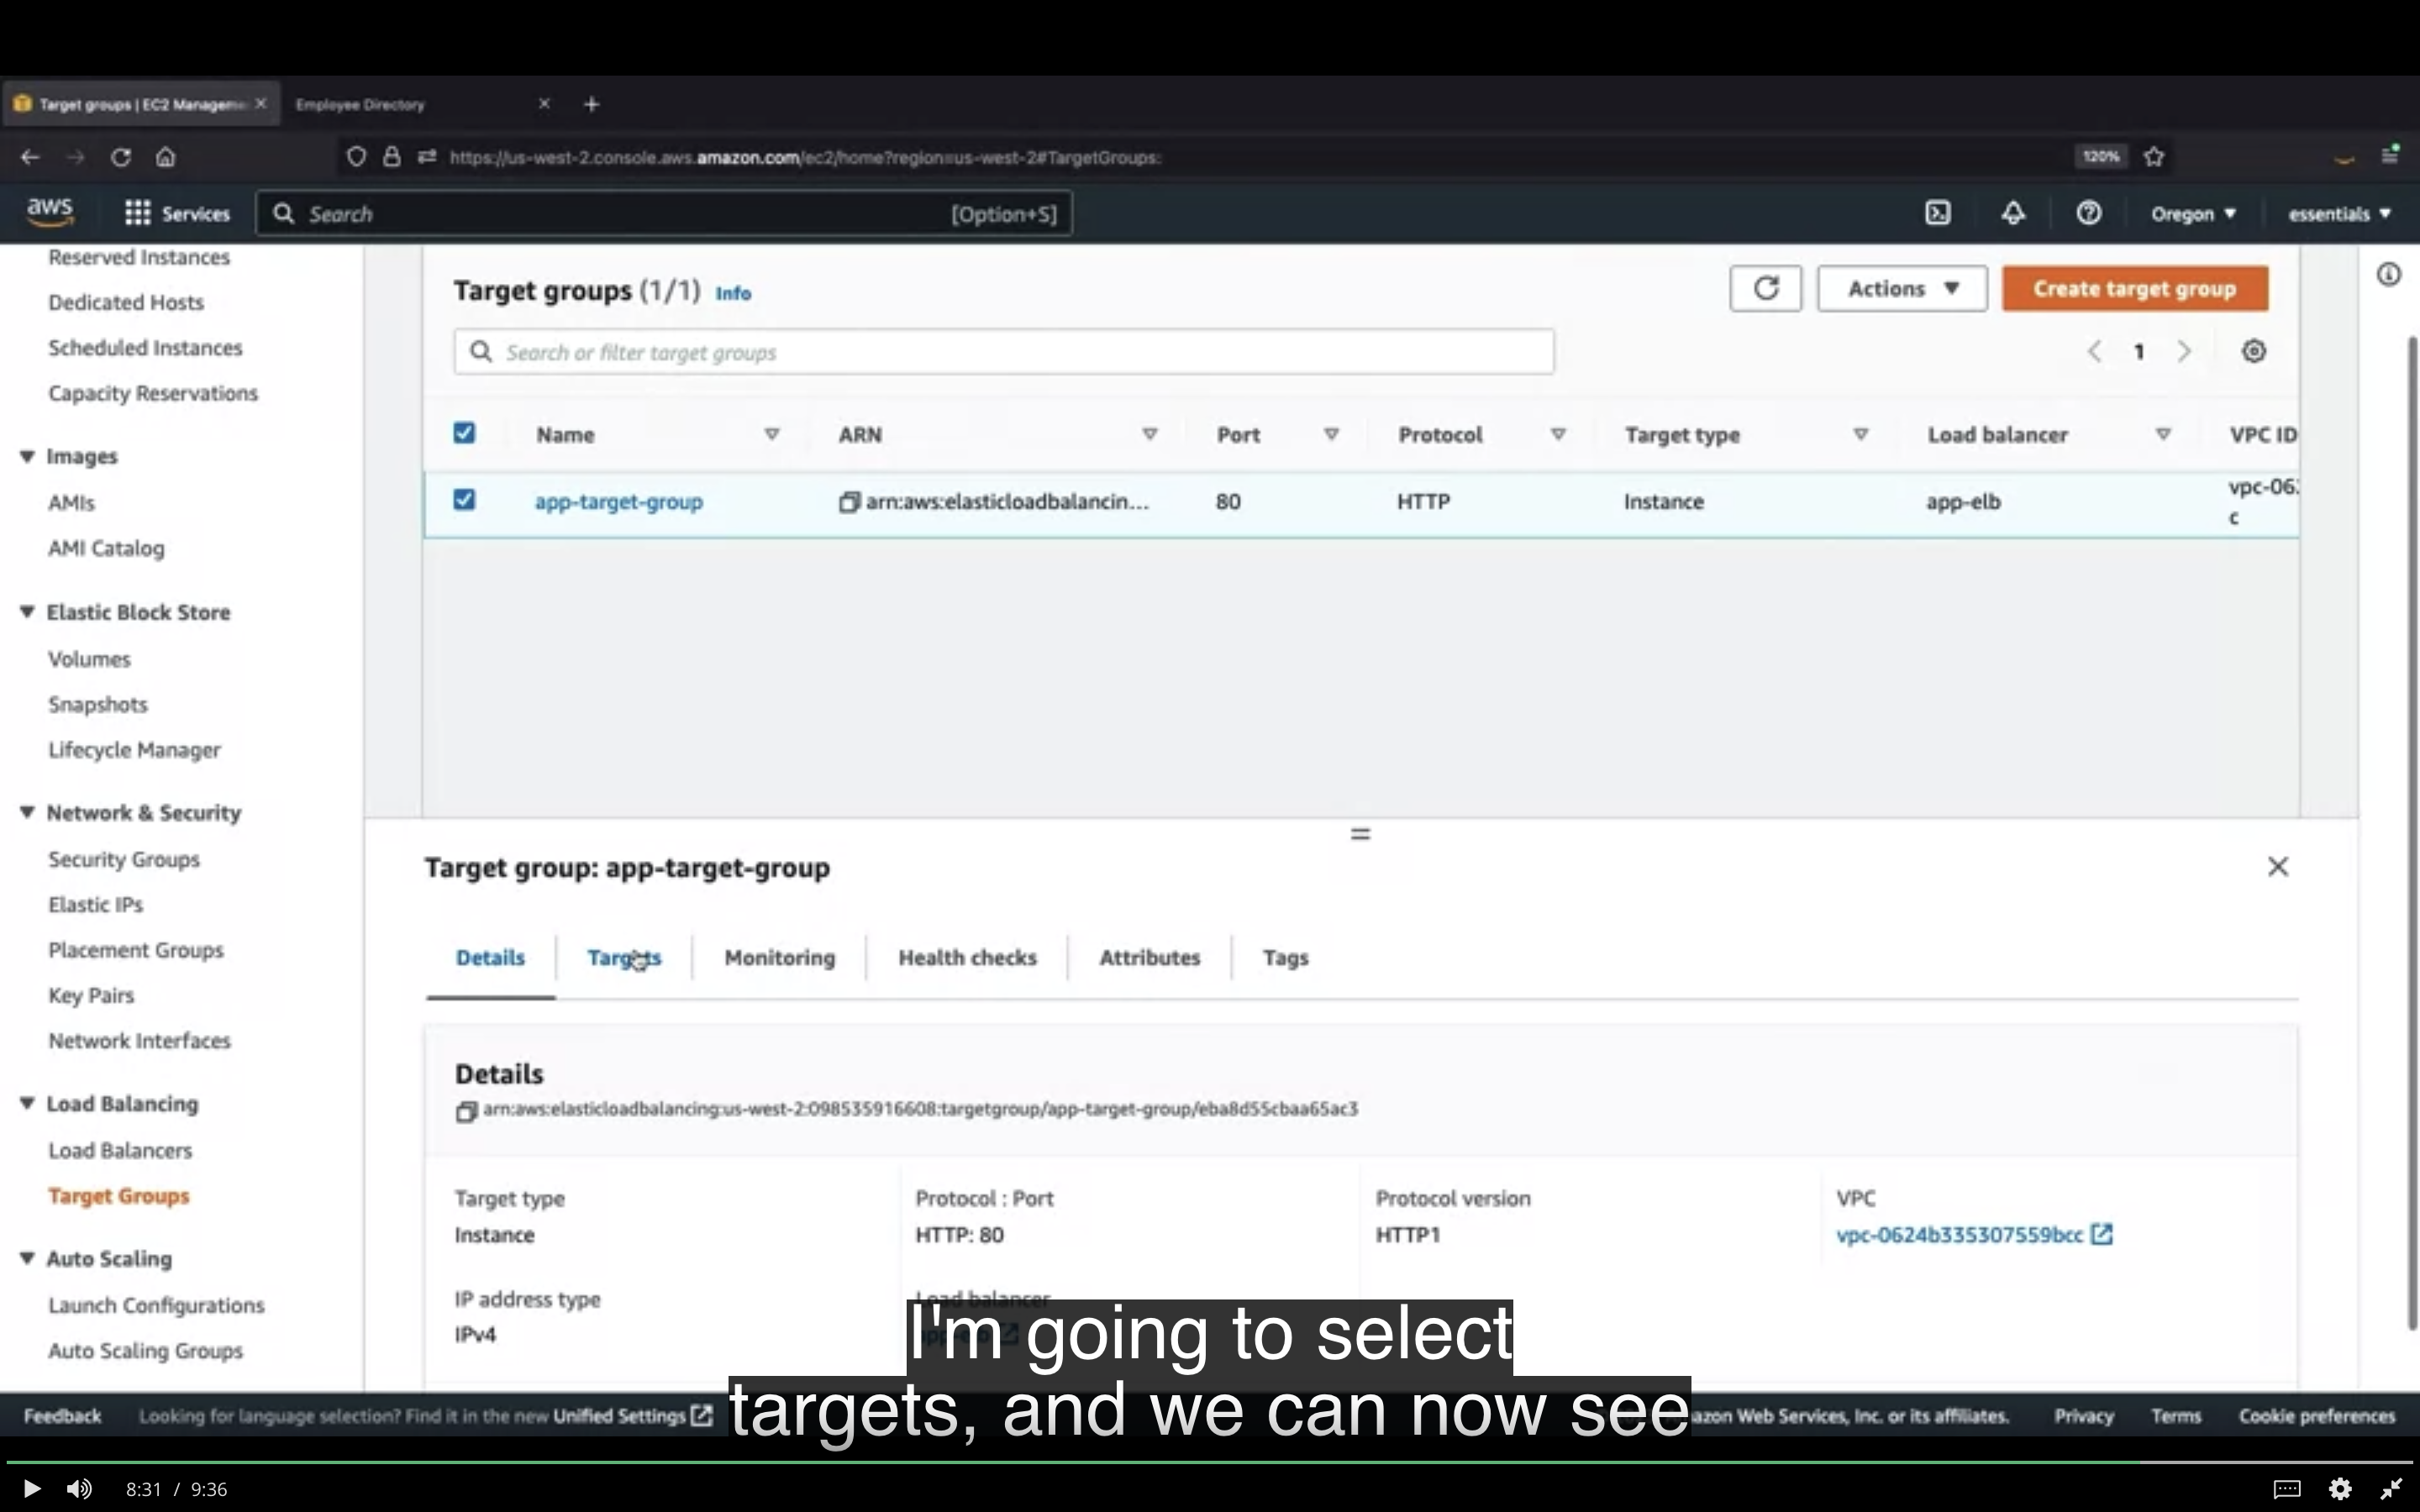 Target groups | EC2 Manageme
Employee Directory
https://us-west-2.console.aws.amazon.com/ec2/home?region=us-west-2#TargetGroups:
120%
aws
Services
Search
[Option+S]
Oregon
essentials
Reserved Instances
Dedicated Hosts
Scheduled Instances
Capacity Reservations
Images
AMIs
AMI Catalog
Elastic Block Store
Volumes
Snapshots
Lifecycle Manager
Network & Security
Security Groups
Elastic IPs
Placement Groups
Key Pairs
Network Interfaces
Load Balancing
Load Balancers
Target Groups
Auto Scaling
Launch Configurations
Auto Scaling Groups
Target groups (1/1) Info
Actions
Create target group
Search or filter target groups
1
Name ARN Port Protocol Target type Load balancer VPC ID
app-target-group arn:aws:elasticloadbalancin... 80 HTTP Instance app-elb vpc-06
c
Target group: app-target-group
Details Targets Monitoring Health checks Attributes Tags
Details
arn:aws:elasticloadbalancing:us-west-2:098535916608:targetgroup/app-target-group/eba8d55cbaa65ac3
Target type
Instance
Protocol : Port
HTTP: 80
Protocol version
HTTP1
VPC
vpc-0624b335307559bcc
IP address type
IPv4
Load balancer
I'm going to select
targets, and we can now see
Feedback
Looking for language selection? Find it in the new Unified Settings
azon Web Services, Inc. or its affiliates.
Privacy
Terms
Cookie preferences
8:31 / 9:36